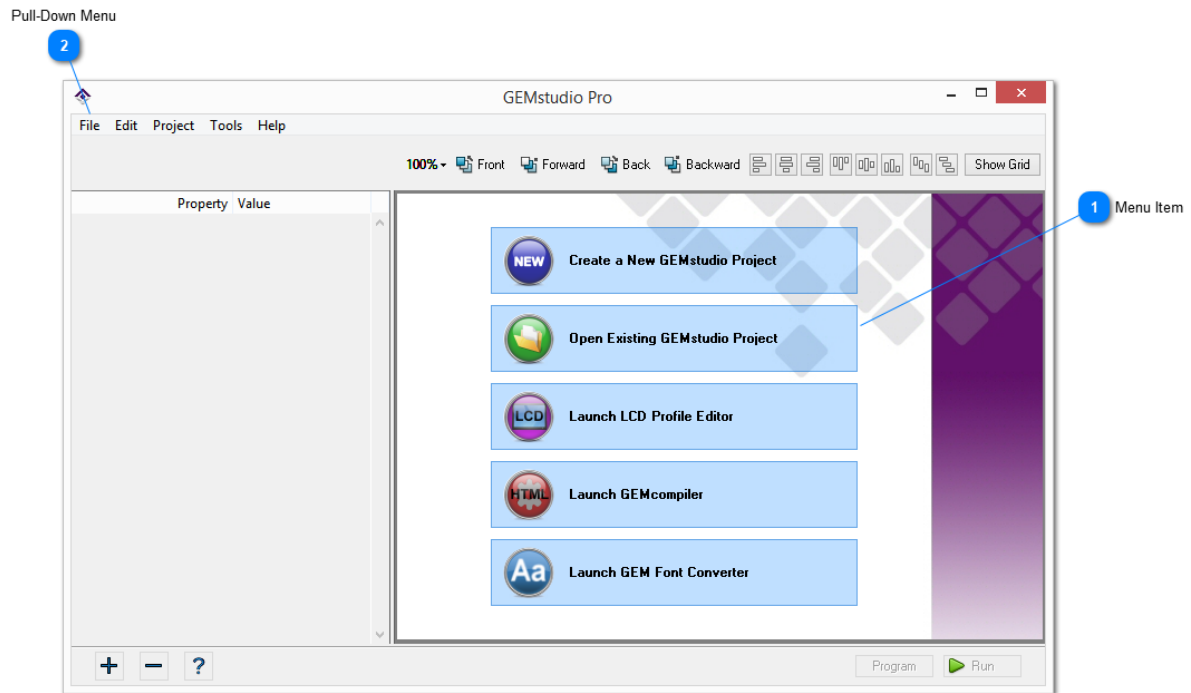 Pull-Down Menu
2
GEMstudio Pro
File Edit Project Tools Help
100% Front Forward Back Backward Show Grid
Property Value
1 Menu Item
NEW Create a New GEMstudio Project
Open Existing GEMstudio Project
LCD Launch LCD Profile Editor
HTML Launch GEMcompiler
Aa Launch GEM Font Converter
+ − ? Program Run